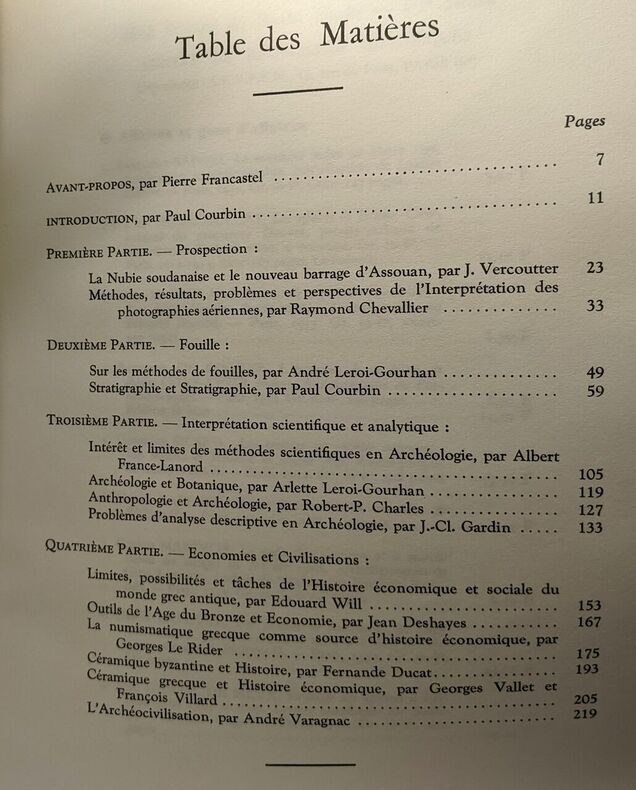 Table des Matières
Pages
AVANT-PROPOS, par Pierre Francastel .......... 7
INTRODUCTION, par Paul Courbin .......... 11
PREMIÈRE PARTIE. — Prospection :
La Nubie soudanaise et le nouveau barrage d'Assouan, par J. Vercoutter 23
Méthodes, résultats, problèmes et perspectives de l'Interprétation des
photographies aériennes, par Raymond Chevallier .......... 33
DEUXIÈME PARTIE. — Fouille :
Sur les méthodes de fouilles, par André Leroi-Gourhan .......... 49
Stratigraphie et Stratigraphie, par Paul Courbin .......... 59
TROISIÈME PARTIE. — Interprétation scientifique et analytique :
Intérêt et limites des méthodes scientifiques en Archéologie, par Albert
France-Lanord .......... 105
Archéologie et Botanique, par Arlette Leroi-Gourhan .......... 119
Anthropologie et Archéologie, par Robert-P. Charles .......... 127
Problèmes d'analyse descriptive en Archéologie, par J.-Cl. Gardin ..... 133
QUATRIÈME PARTIE. — Economies et Civilisations :
Limites, possibilités et tâches de l'Histoire économique et sociale du
monde grec antique, par Edouard Will .......... 153
Outils de l'Age du Bronze et Economie, par Jean Deshayes .......... 167
La numismatique grecque comme source d'histoire économique, par
Georges Le Rider .......... 175
Céramique byzantine et Histoire, par Fernande Ducat .......... 193
Céramique grecque et Histoire économique, par Georges Vallet et
François Villard .......... 205
L'Archéocivilisation, par André Varagnac .......... 219